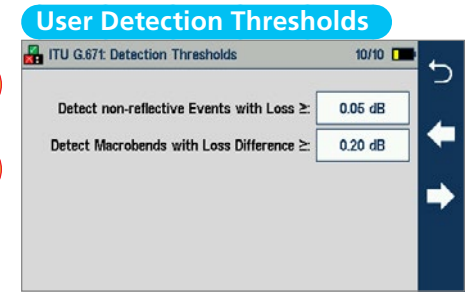 User Detection Thresholds
ITU G.671: Detection Thresholds 10/10
Detect non-reflective Events with Loss ≥: 0.05 dB
Detect Macrobends with Loss Difference ≥: 0.20 dB